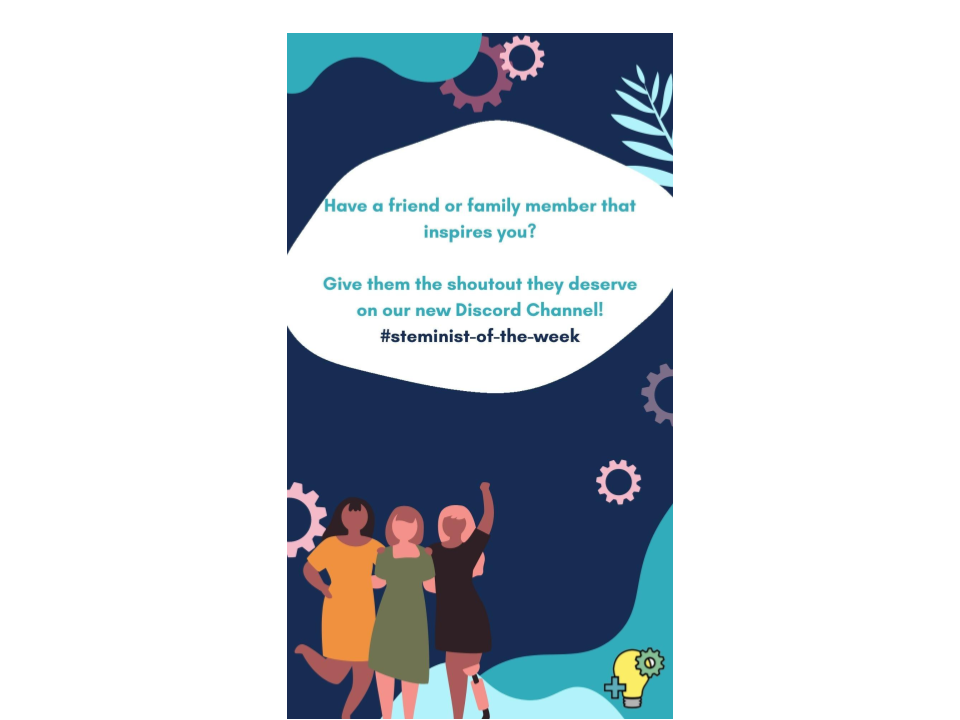 Have a friend or family member that
inspires you?
Give them the shoutout they deserve
on our new Discord Channel!
#steminist-of-the-week